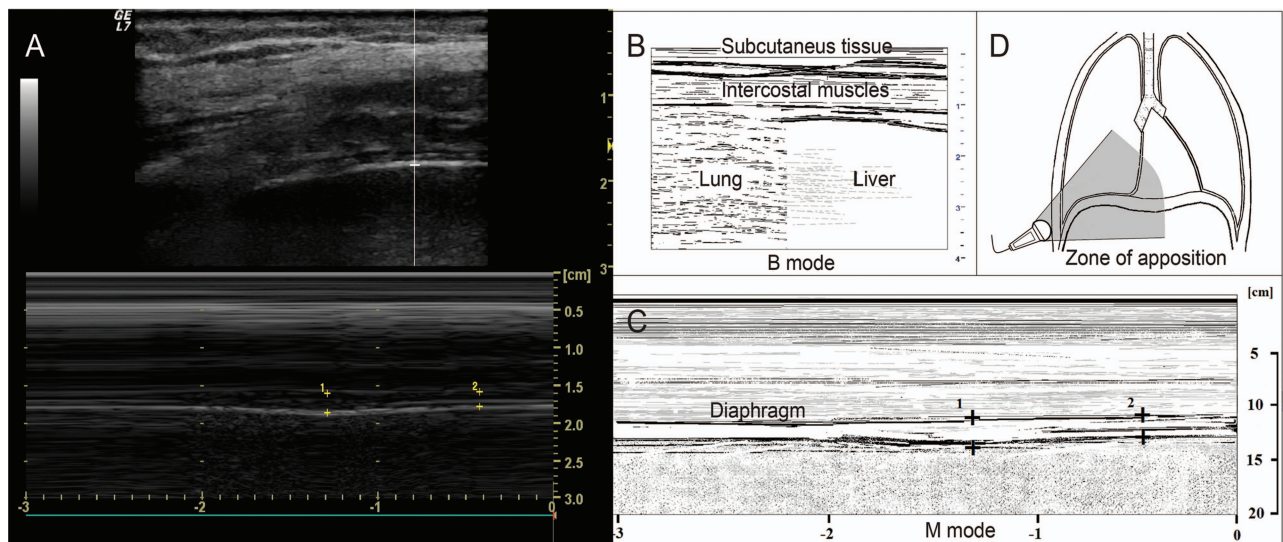 GE
L7
A
1
2
3
[cm]
0.5
1.0
1.5
2.0
2.5
3.0
1
2
-3
-2
-1
0
B
Subcutaneus tissue
Intercostal muscles
Lung
Liver
1
2
3
4
B mode
D
Zone of apposition
C
[cm]
5
10
15
20
Diaphragm
1
2
-3
-2
-1
0
M mode